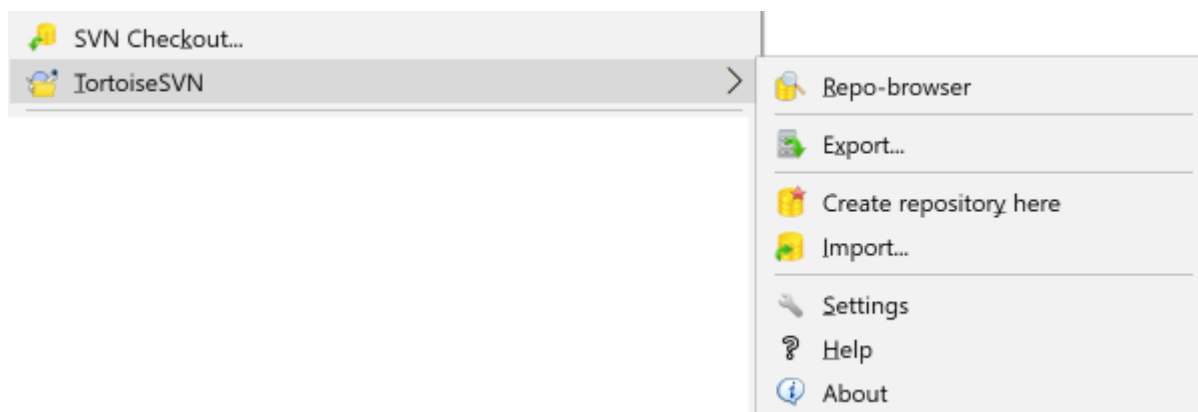 SVN Checkout...
TortoiseSVN
Repo-browser
Export...
Create repository here
Import...
Settings
Help
About